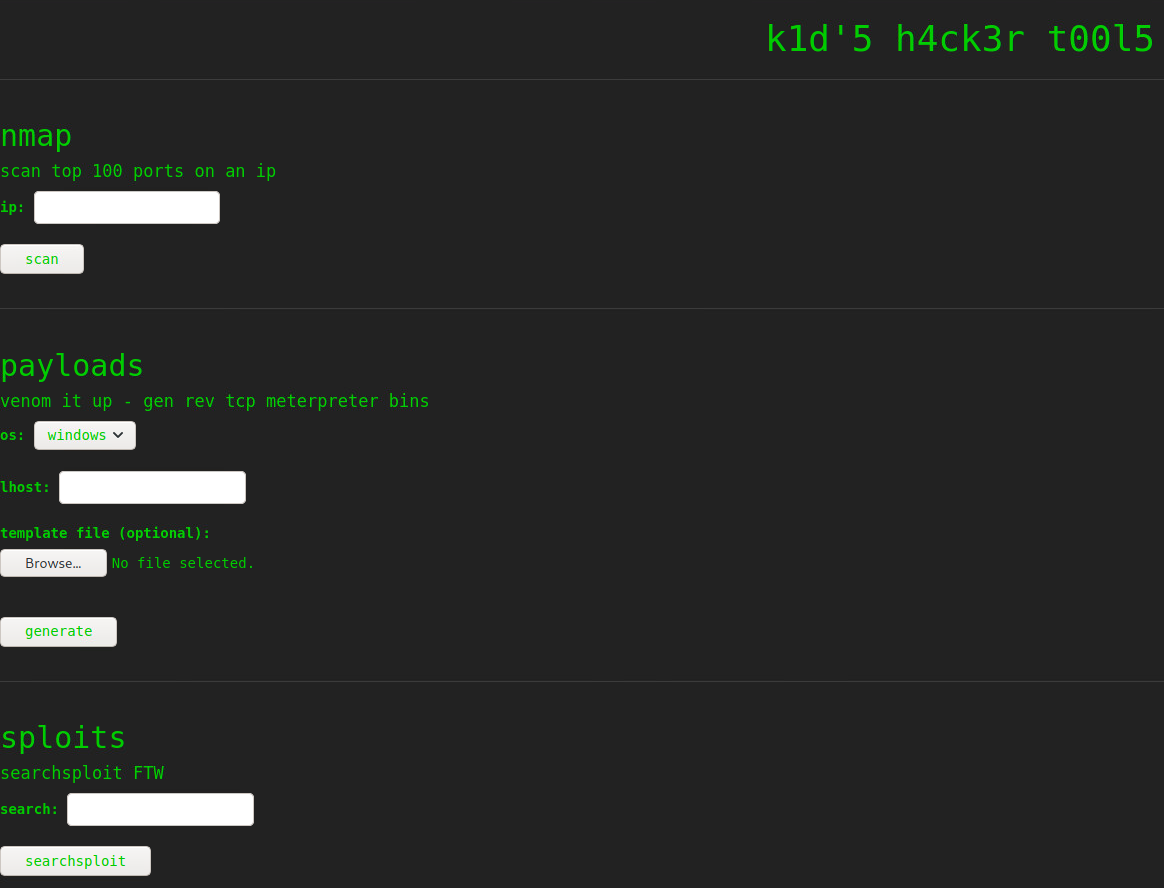 k1d'5 h4ck3r t00l5
nmap
scan top 100 ports on an ip
ip:
scan
payloads
venom it up - gen rev tcp meterpreter bins
os: windows
lhost:
template file (optional):
Browse... No file selected.
generate
sploits
searchsploit FTW
search:
searchsploit